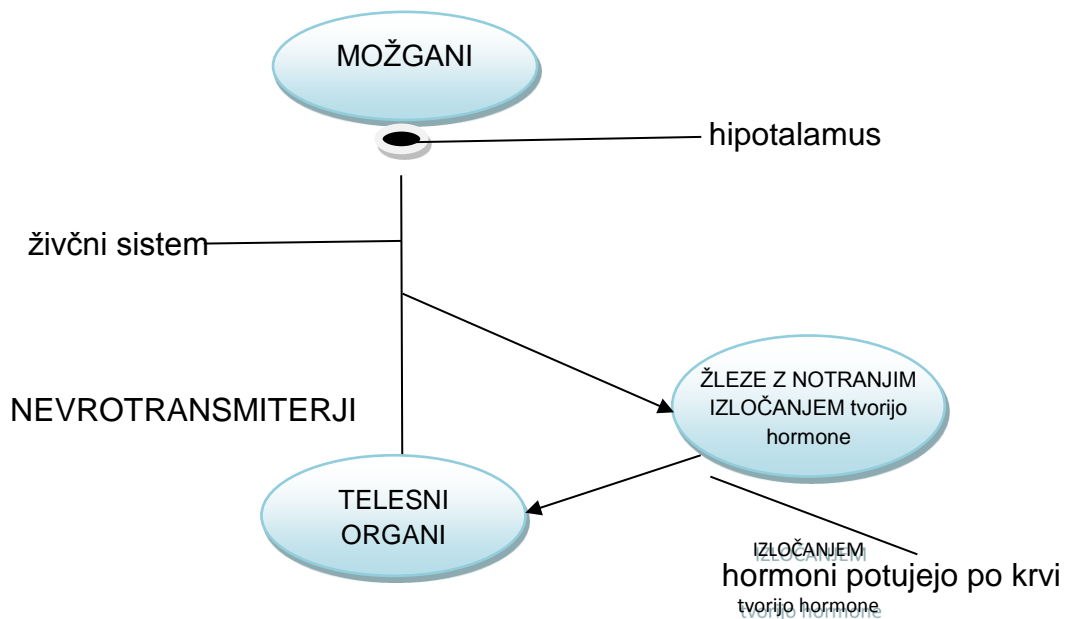 MOŽGANI
hipotalamus
živčni sistem
ŽLEZE Z NOTRANJIM
IZLOČANJEM tvorijo
hormone
NEVROTRANSMITERJI
TELESNI
ORGANI
IZLOČANJEM
hormoni potujejo po krvi
tvorijo hormone